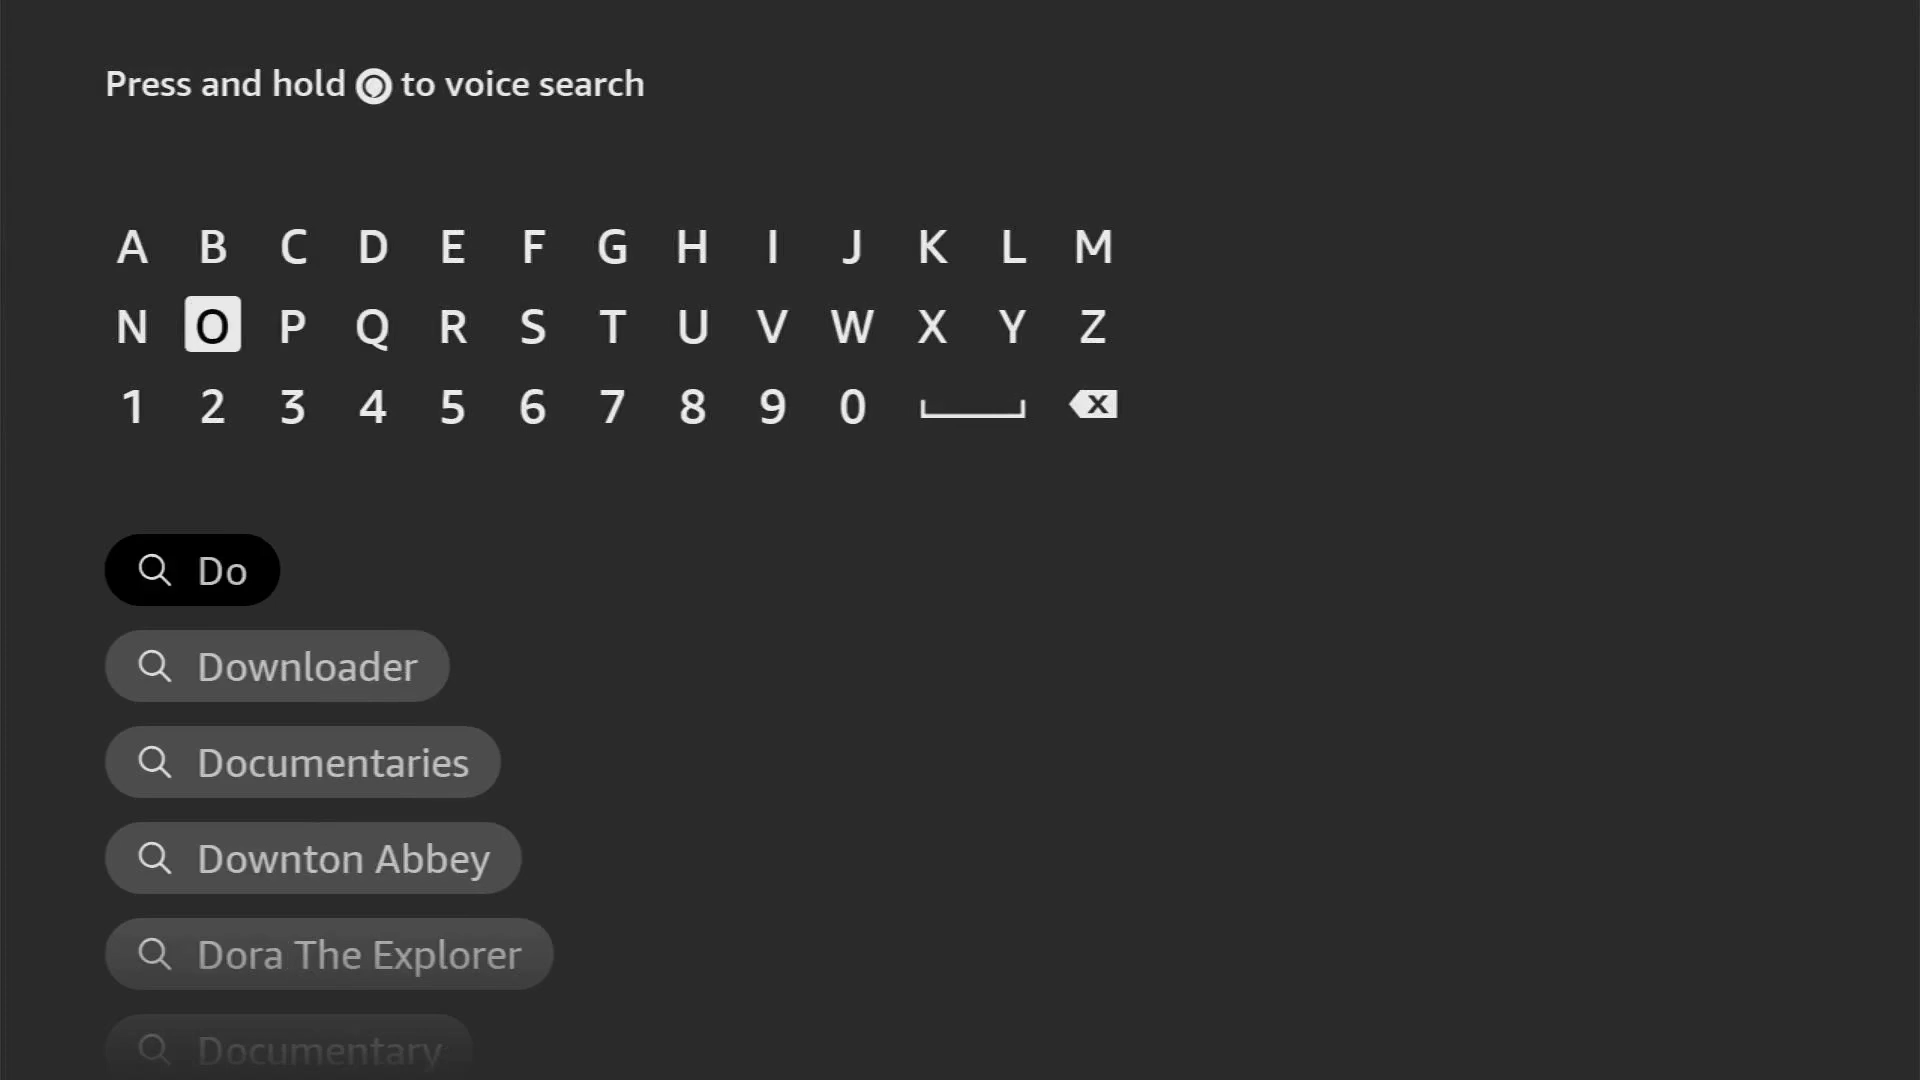 Press and hold to voice search
A B C D E F G H I J K L M
N O P Q R S T U V W X Y Z
1 2 3 4 5 6 7 8 9 0
Do
Downloader
Documentaries
Downton Abbey
Dora The Explorer
Documentary